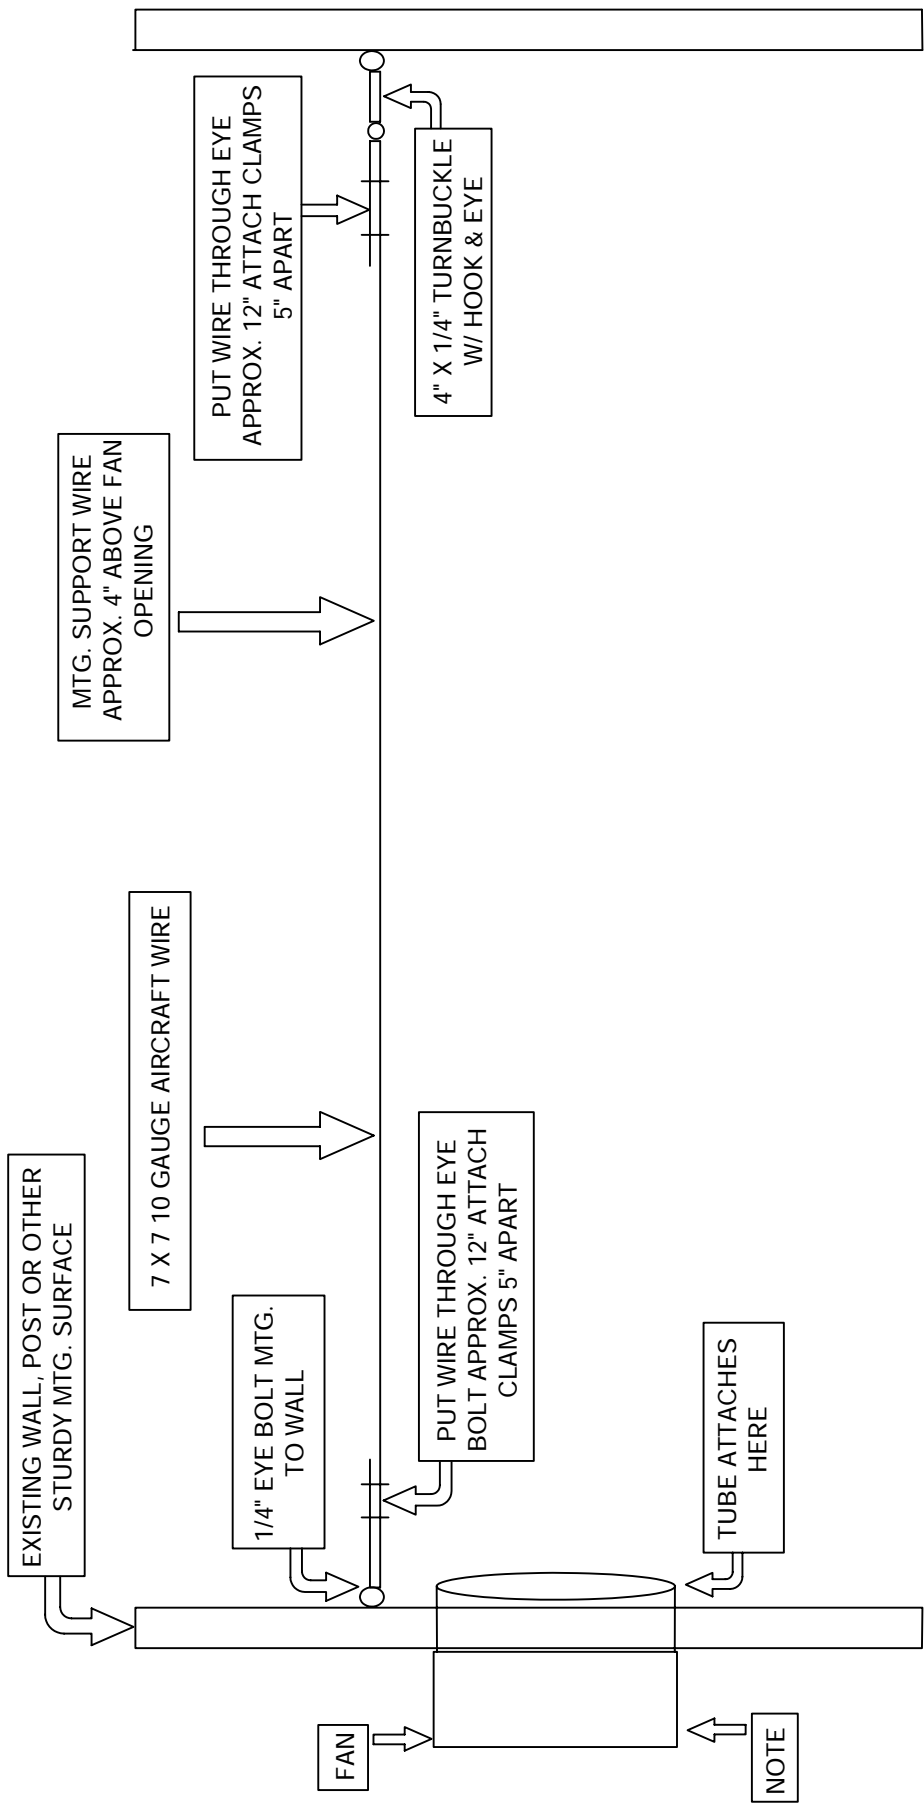 EXISTING WALL, POST OR OTHER
STURDY MTG. SURFACE
7 X 7 10 GAUGE AIRCRAFT WIRE
MTG. SUPPORT WIRE
APPROX. 4" ABOVE FAN
OPENING
PUT WIRE THROUGH EYE
APPROX. 12" ATTACH CLAMPS
5" APART
1/4" EYE BOLT MTG.
TO WALL
FAN
PUT WIRE THROUGH EYE
BOLT APPROX. 12" ATTACH
CLAMPS 5" APART
4" X 1/4" TURNBUCKLE
W/ HOOK & EYE
TUBE ATTACHES
HERE
NOTE